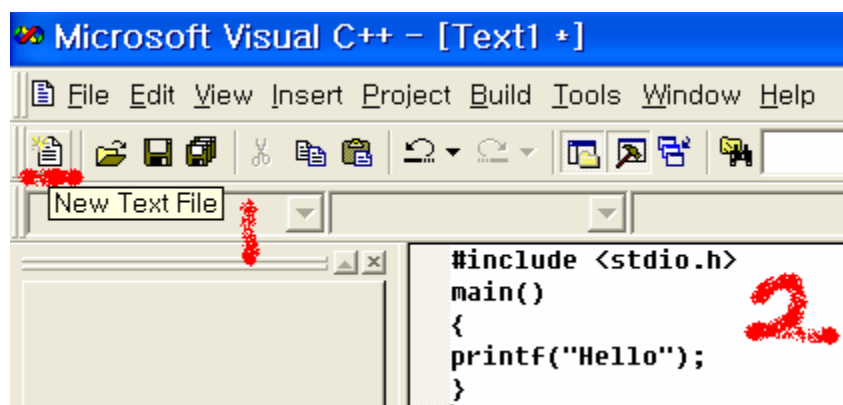 Microsoft Visual C++ - [Text1 *]
File Edit View Insert Project Build Tools Window Help
New Text File
1
#include <stdio.h>
main()
{
printf("Hello");
}
2.